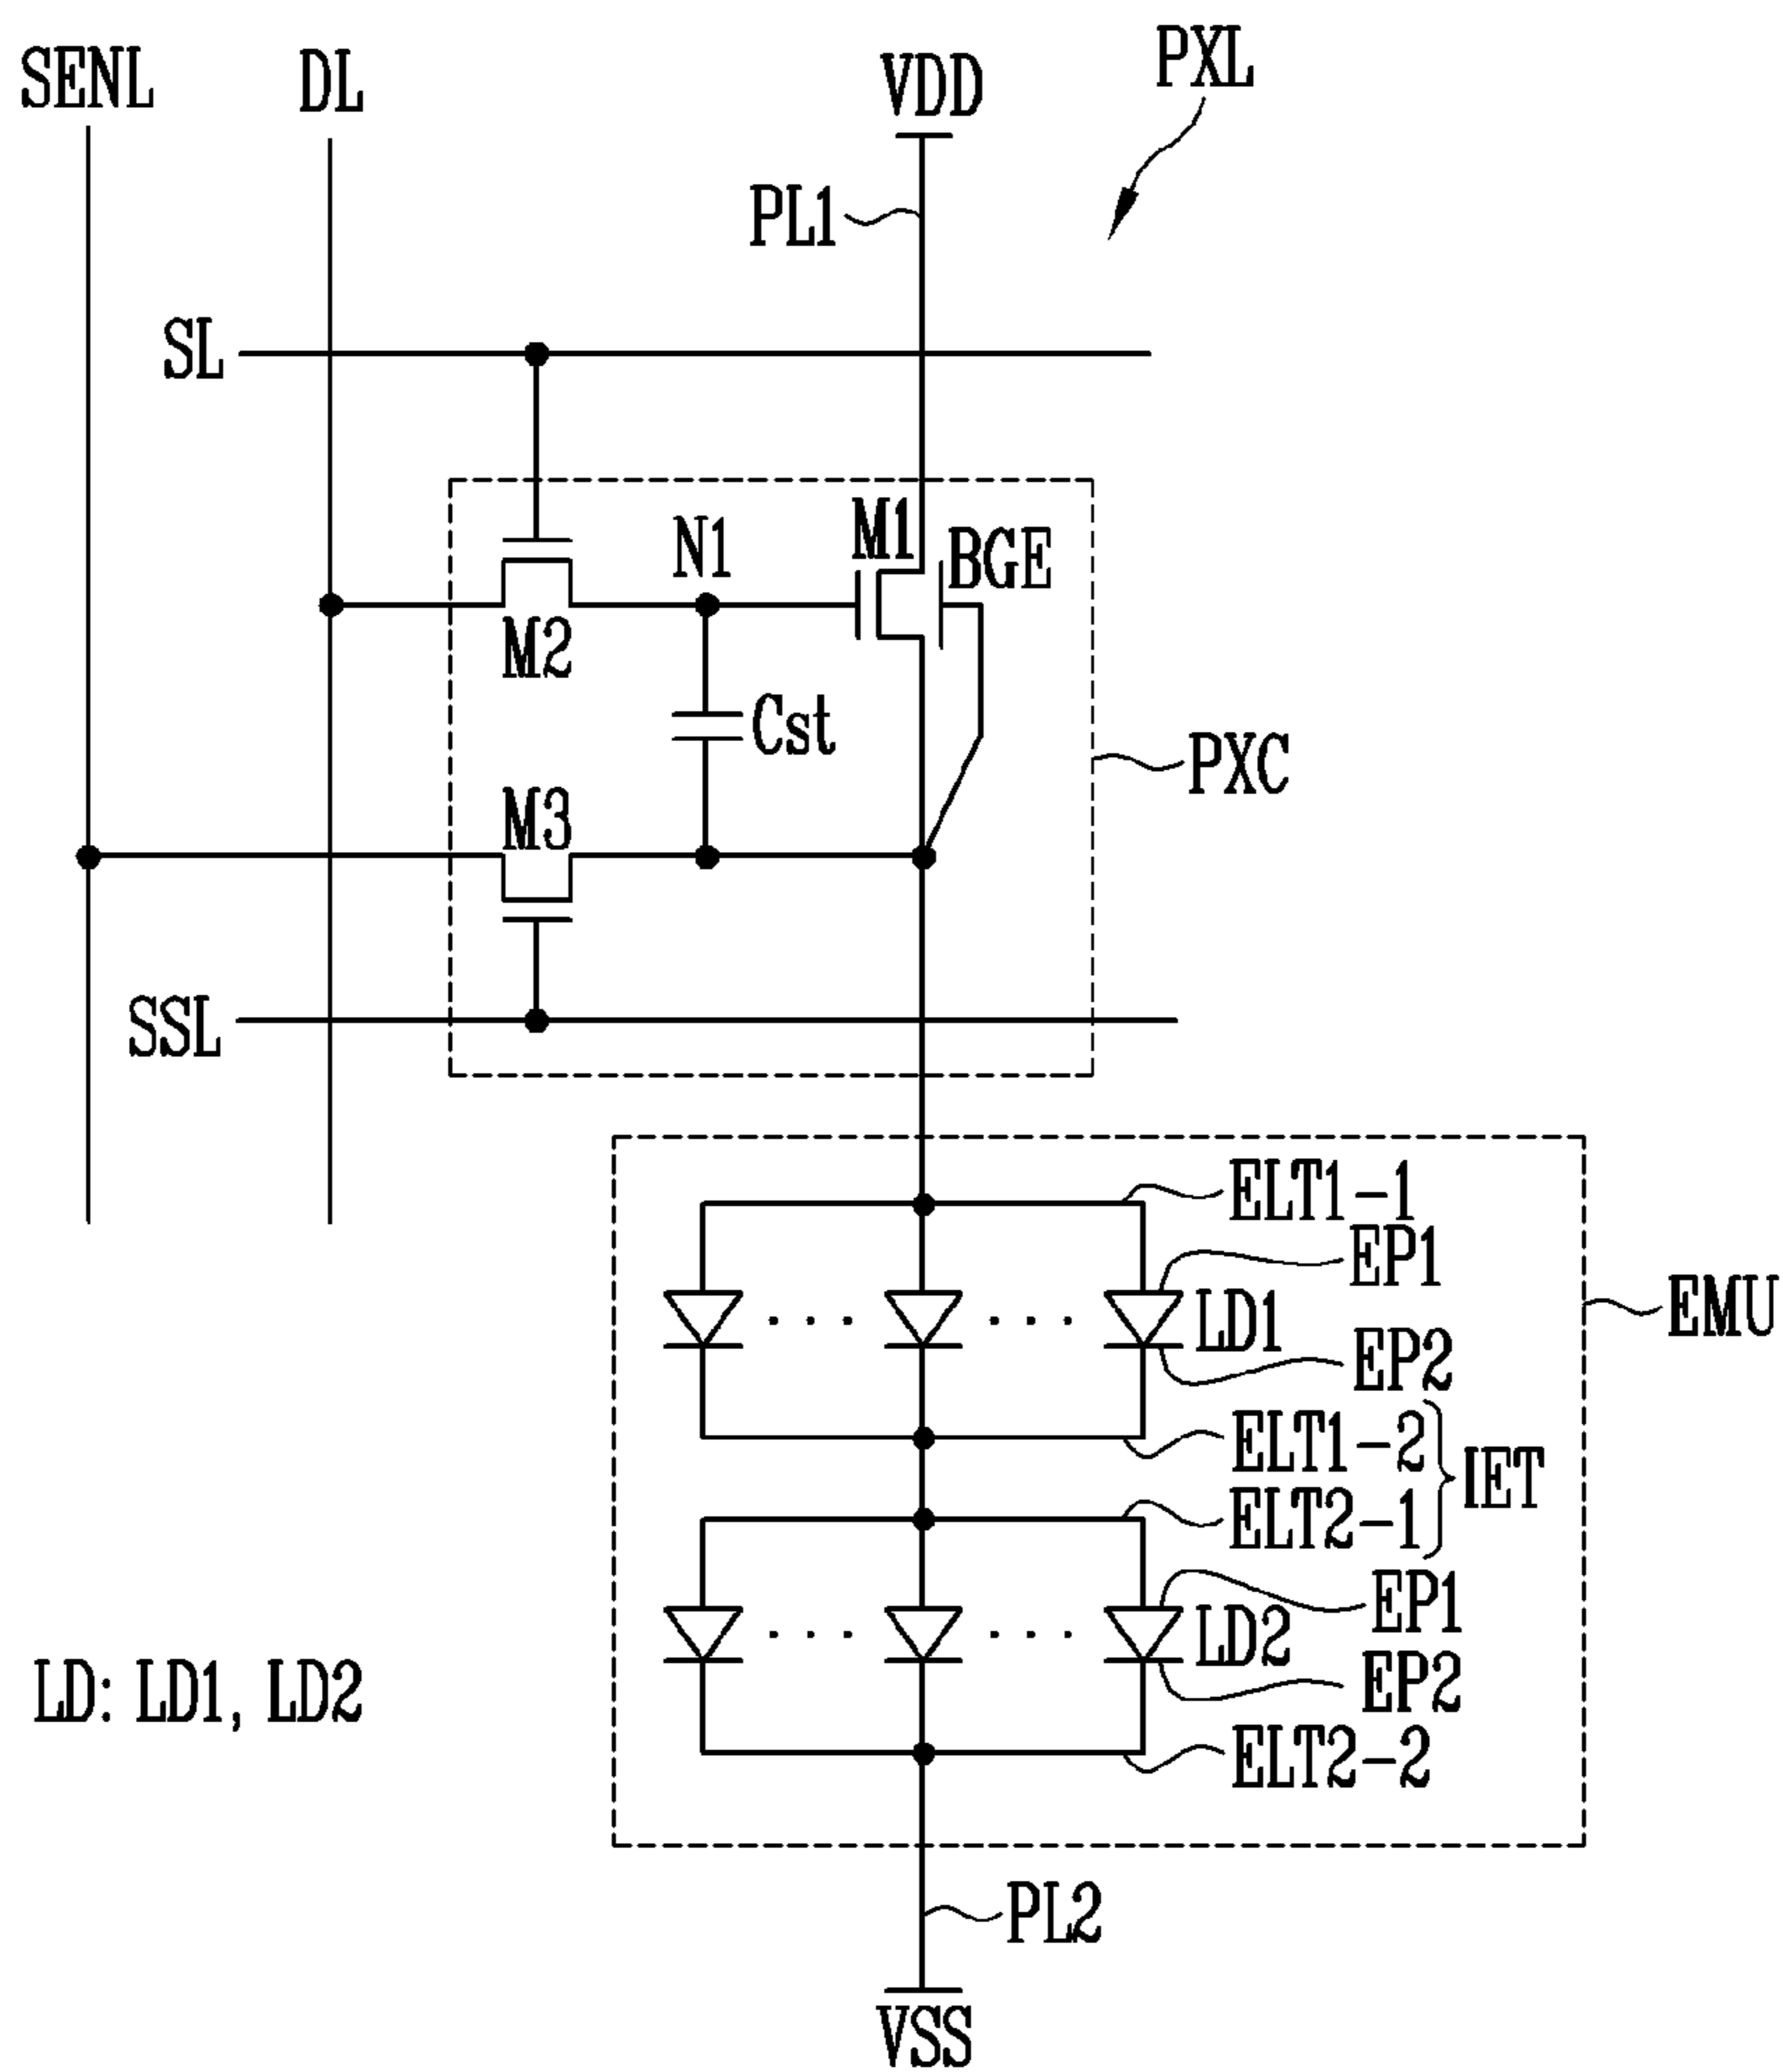 PXL
SENL
DL
VDD
PL1
SL
M1
BGE
N1
M2
Cst
PXC
M3
SSL
ELT1-1
EP1
LD1
EMU
EP2
ELT1-2
IET
ELT2-1
EP1
LD2
EP2
LD: LD1, LD2
ELT2-2
PL2
VSS